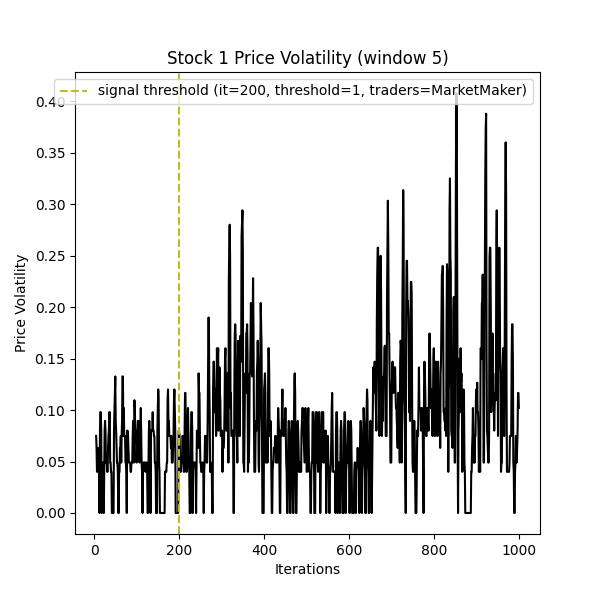 Stock 1 Price Volatility (window 5)
signal threshold (it=200, threshold=1, traders=MarketMaker)
Price Volatility
0.40
0.35
0.30
0.25
0.20
0.15
0.10
0.05
0.00
0 200 400 600 800 1000
Iterations